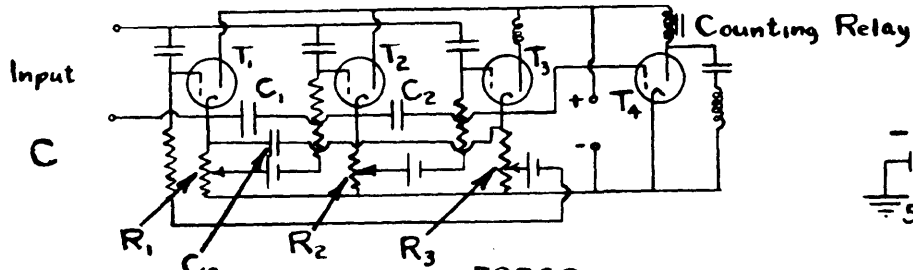 Input
C
T1
T2
T3
T4
C1
C2
+
-
Counting Relay
R1
R2
R3
-